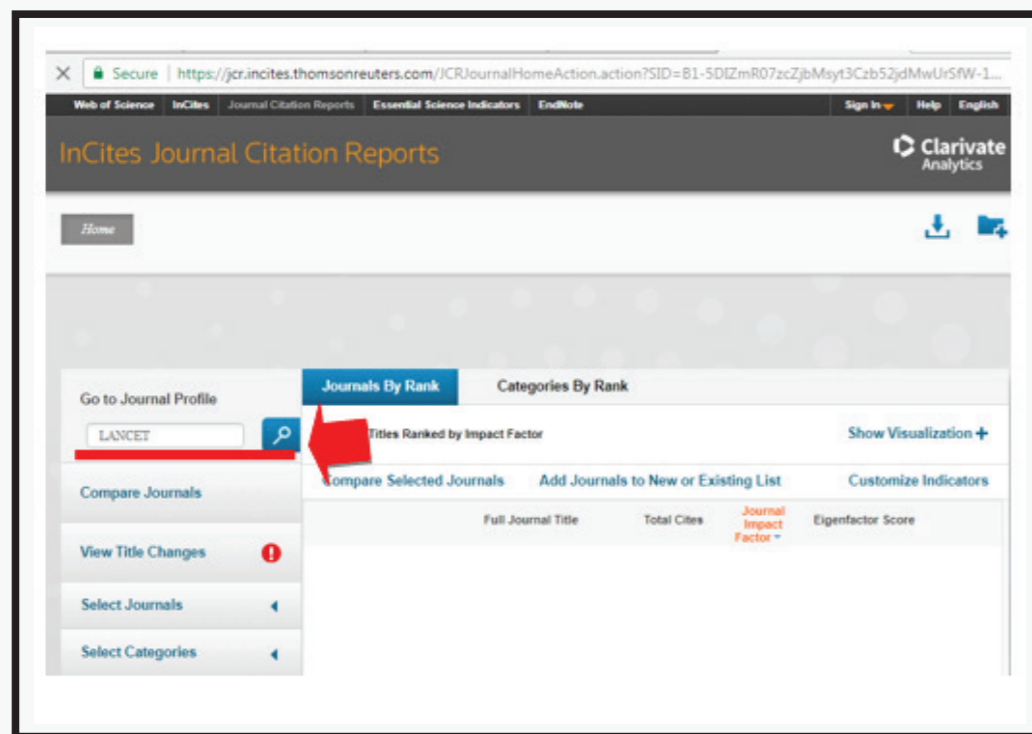 Secure https://jcr.incites.thomsonreuters.com/JCRJournalHomeAction.action?SID=B1-5DIZmR07zcZjbMsyt3Czb52jdMwUrSfW-1...
Web of Science InCites Journal Citation Reports Essential Science Indicators EndNote Sign In Help English
InCites Journal Citation Reports
Clarivate
Analytics
Home
Go to Journal Profile
LANCET
Compare Journals
View Title Changes
Select Journals
Select Categories
Journals By Rank Categories By Rank
Titles Ranked by Impact Factor Show Visualization +
Compare Selected Journals Add Journals to New or Existing List Customize Indicators
Full Journal Title Total Cites Journal Impact Factor Eigenfactor Score